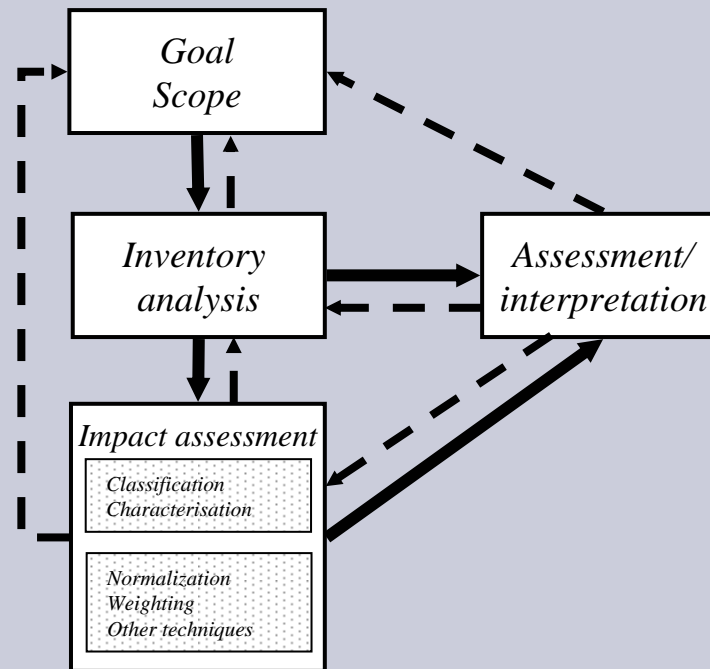 Goal
Scope
Inventory
analysis
Assessment/
interpretation
Impact assessment
Classification
Characterisation
Normalization
Weighting
Other techniques